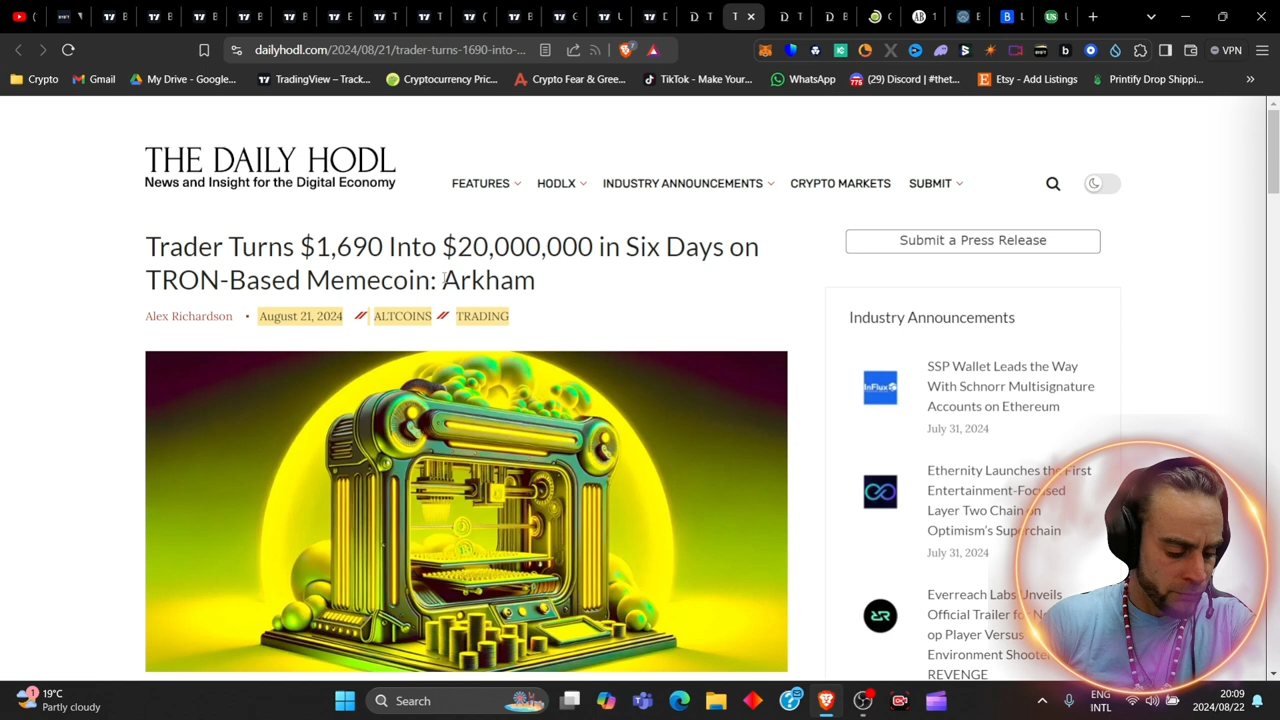 dailyhodl.com/2024/08/21/trader-turns-1690-into-...
VPN
Crypto
Gmail
My Drive - Google...
TradingView – Track...
Cryptocurrency Pric...
Crypto Fear & Gree...
TikTok - Make Your...
WhatsApp
(29) Discord | #thet...
Etsy - Add Listings
Printify Drop Shippi...
THE DAILY HODL
News and Insight for the Digital Economy
FEATURES
HODLX
INDUSTRY ANNOUNCEMENTS
CRYPTO MARKETS
SUBMIT
Trader Turns $1,690 Into $20,000,000 in Six Days on
TRON-Based Memecoin: Arkham
Alex Richardson • August 21, 2024 // ALTCOINS // TRADING
Submit a Press Release
Industry Announcements
InFlux
SSP Wallet Leads the Way
With Schnorr Multisignature
Accounts on Ethereum
July 31, 2024
Ethernity Launches the First
Entertainment-Focused
Layer Two Chain on
Optimism's Superchain
July 31, 2024
Everreach Labs Unveils
Official Trailer for
op Player Versus
Environment Shooter
REVENGE
19°C
Partly cloudy
Search
ENG
INTL
20:09
2024/08/22